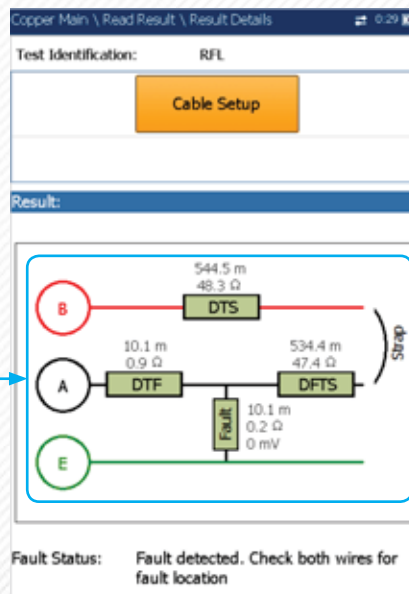 Copper Main \ Read Result \ Result Details 0:29
Test Identification: RFL
Cable Setup
Result:
544.5 m
48.3 Ω
B
DTS
Strap
10.1 m
0.9 Ω
534.4 m
47.4 Ω
A
DTF
DFTS
Fault
10.1 m
0.2 Ω
0 mV
E
Fault Status: Fault detected. Check both wires for
fault location